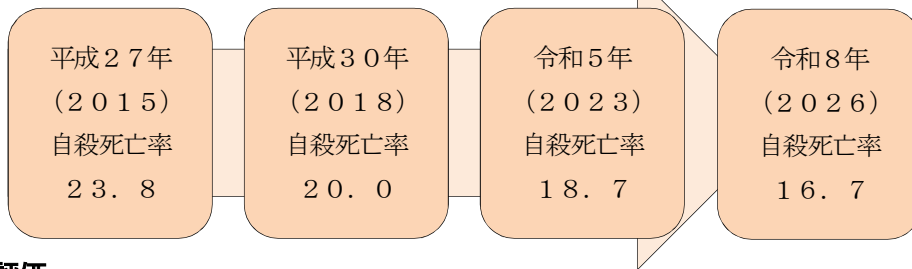 平成２７年
（２０１５）
自殺死亡率
２３．８
平成３０年
（２０１８）
自殺死亡率
２０．０
令和５年
（２０２３）
自殺死亡率
１８．７
令和８年
（２０２６）
自殺死亡率
１６．７
評価